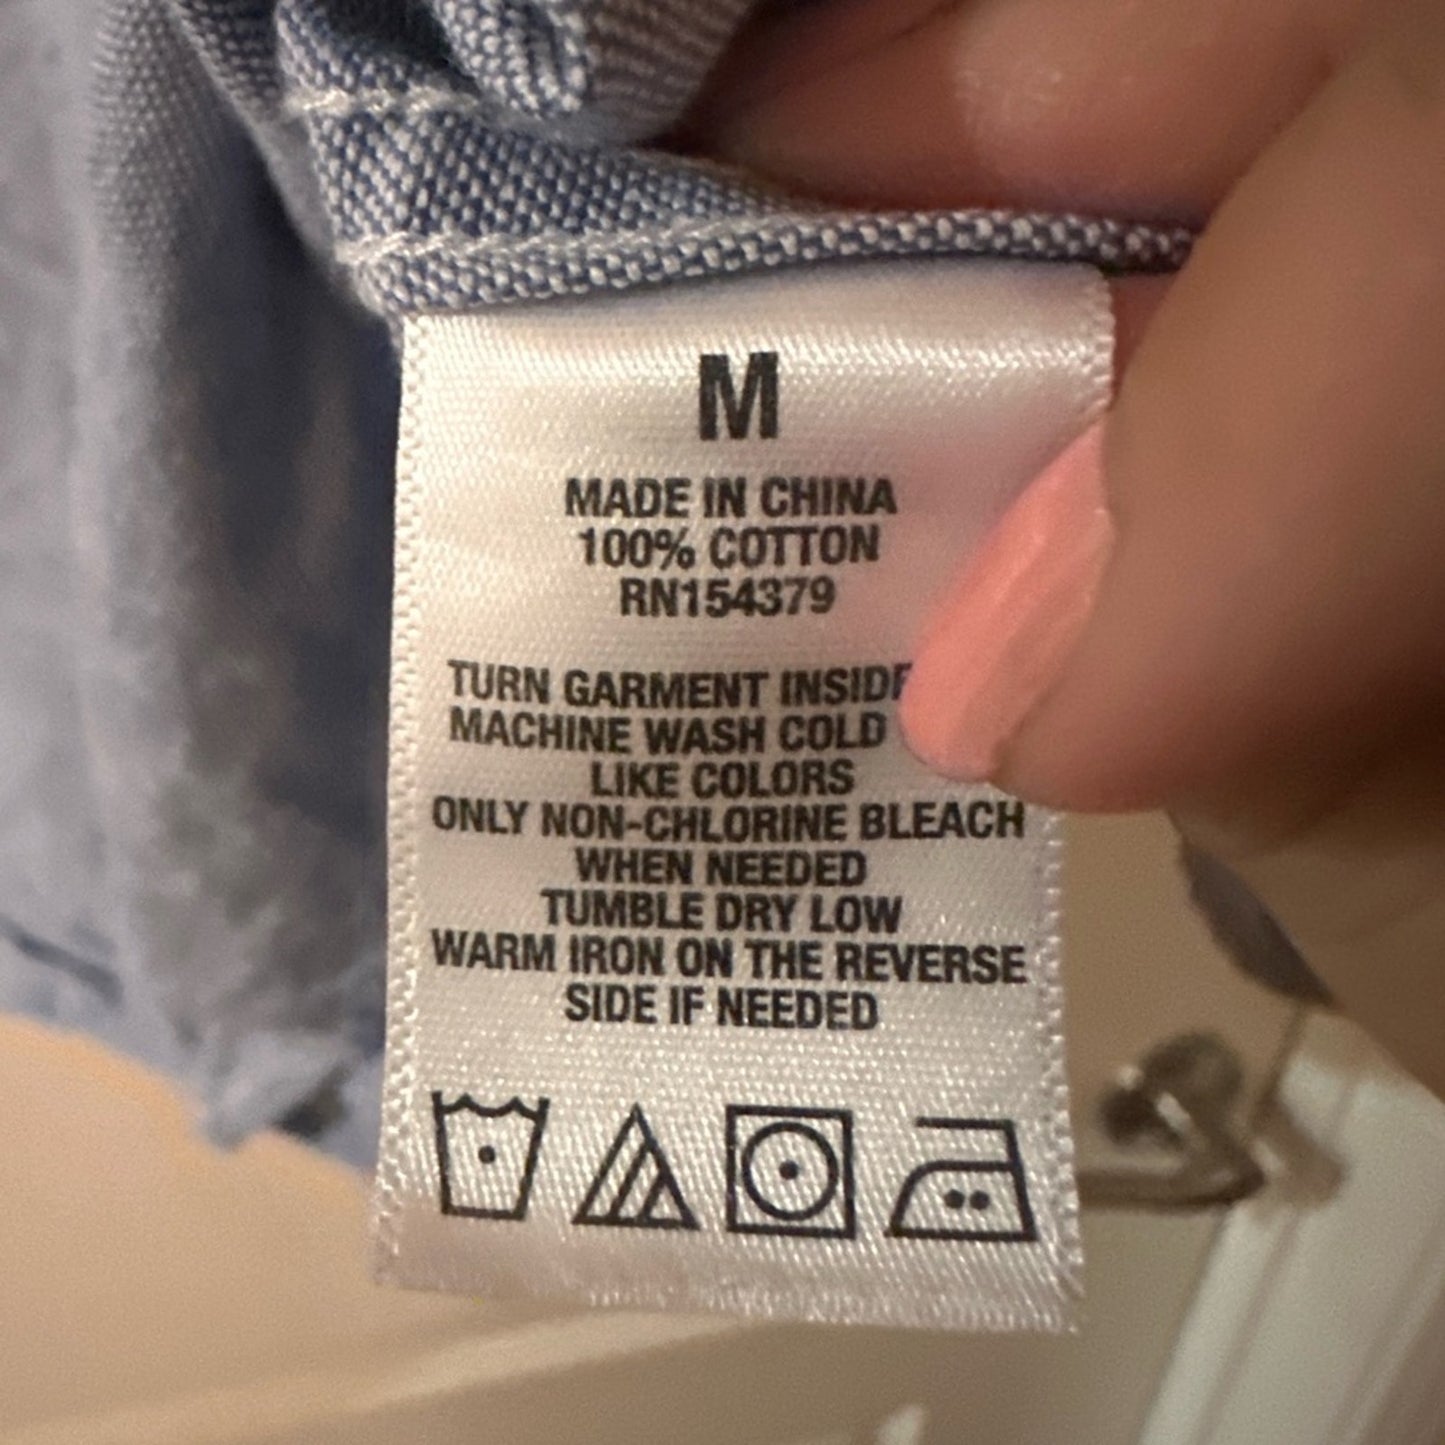 M
MADE IN CHINA
100% COTTON
RN154379
TURN GARMENT INSIDE
MACHINE WASH COLD
LIKE COLORS
ONLY NON-CHLORINE BLEACH
WHEN NEEDED
TUMBLE DRY LOW
WARM IRON ON THE REVERSE
SIDE IF NEEDED